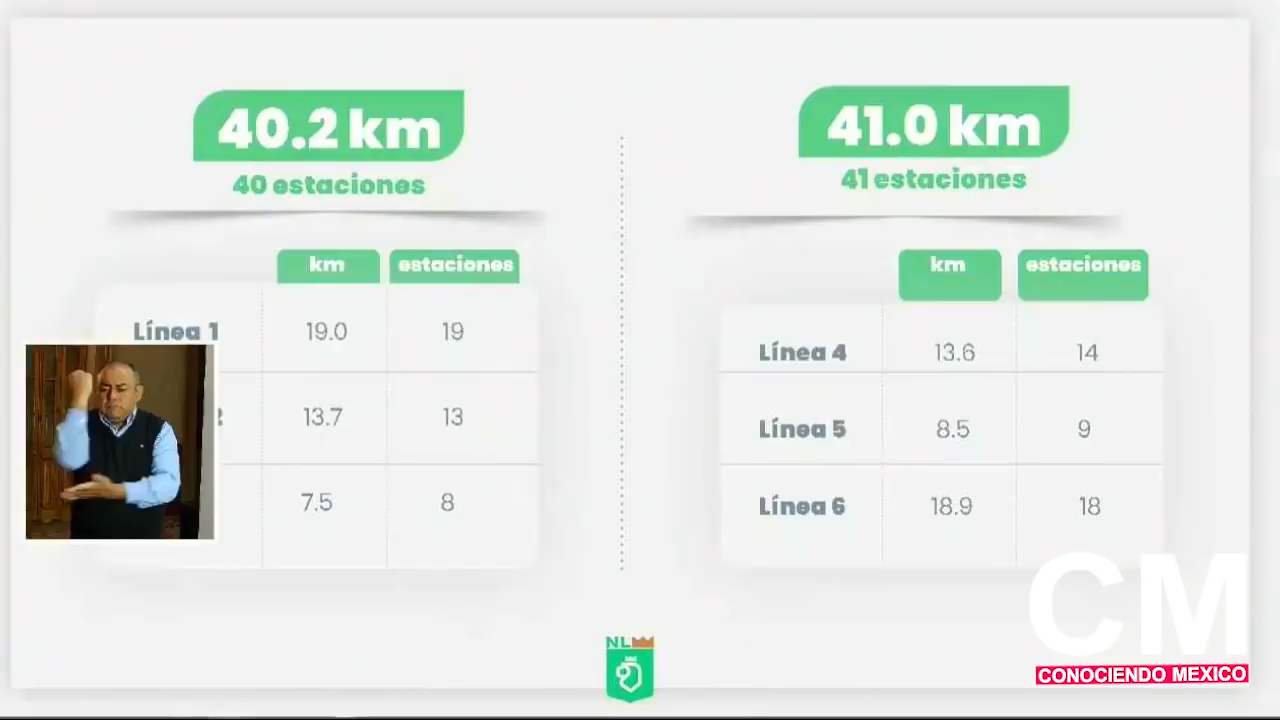 40.2 km
40 estaciones
km estaciones
Línea 1 19.0 19
13.7 13
7.5 8
41.0 km
41 estaciones
km estaciones
Línea 4 13.6 14
Línea 5 8.5 9
Línea 6 18.9 18
NL
CM
CONOCIENDO MEXICO